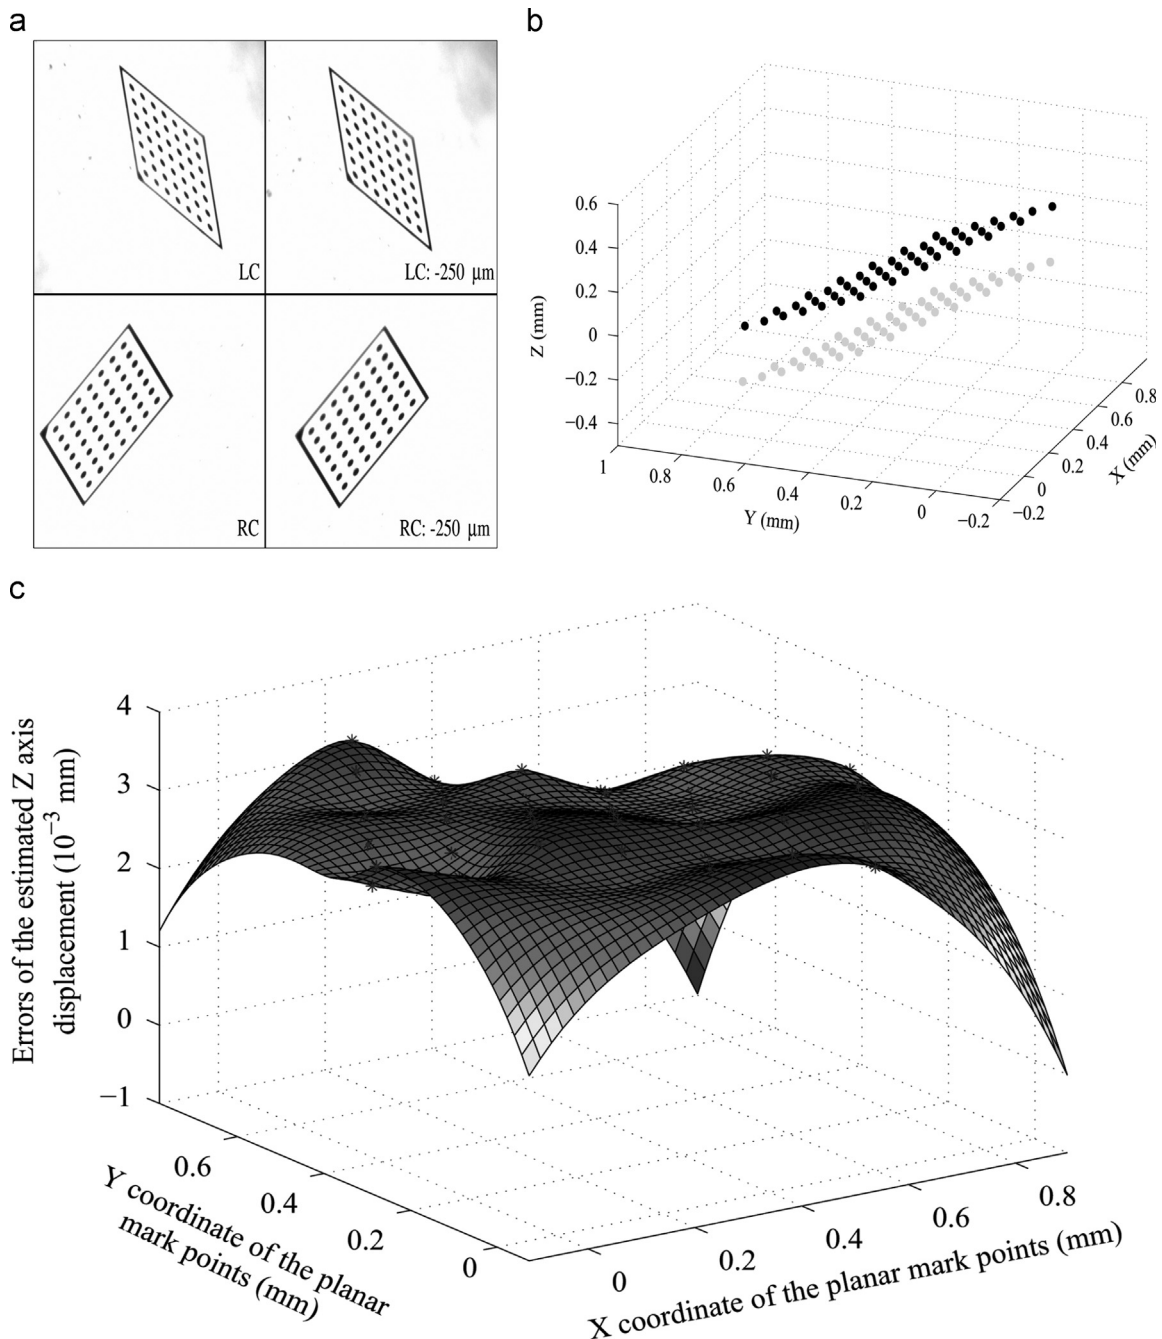 a
b
LC
LC: -250 µm
RC
RC: -250 µm
0.6
0.4
0.2
0
−0.2
−0.4
Z (mm)
1
0.8
0.6
0.4
0.2
0
−0.2
Y (mm)
−0.2
0
0.2
0.4
0.6
0.8
X (mm)
c
4
3
2
1
0
−1
Errors of the estimated Z axis
displacement (10⁻³ mm)
0.6
0.4
0.2
0
Y coordinate of the planar
mark points (mm)
0
0.2
0.4
0.6
0.8
X coordinate of the planar mark points (mm)